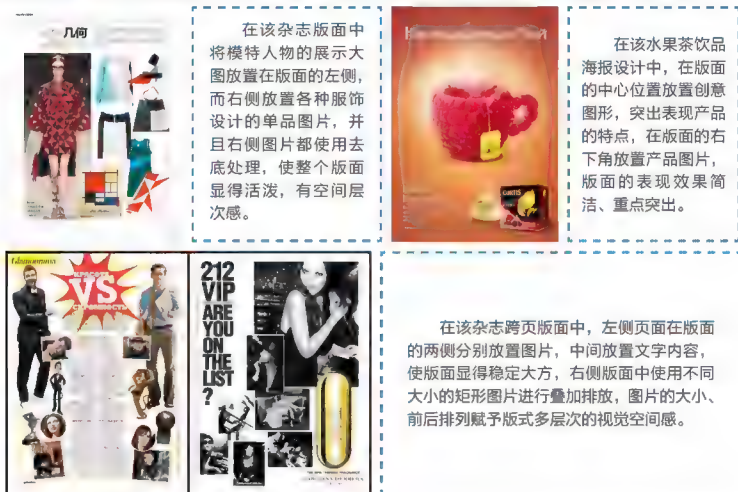 几何
在该杂志版面中
将模特人物的展示大
图放置在版面的左侧，
而右侧放置各种服饰
设计的单品图片，并
且右侧图片都使用去
底处理，使整个版面
显得活泼，有空间层
次感。
CURTIS
在该水果茶饮品
海报设计中，在版面
的中心位置放置创意
图形，突出表现产品
的特点，在版面的右
下角放置产品图片，
版面的表现效果简
洁、重点突出。
Glamorama
КРАСОТА
VS
СКРОМНОСТЬ
212
VIP
ARE
YOU
ON
THE
LIST
?
在该杂志跨页版面中，左侧页面在版面
的两侧分别放置图片，中间放置文字内容，
使版面显得稳定大方，右侧版面中使用不同
大小的矩形图片进行叠加排放，图片的大小、
前后排列赋予版式多层次的视觉空间感。